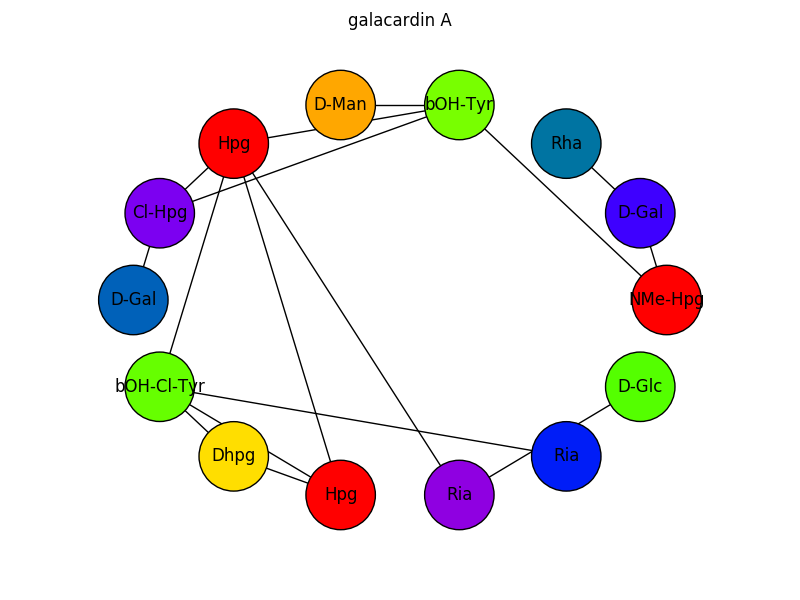 galacardin A
D-Man
bOH-Tyr
Hpg
Rha
Cl-Hpg
D-Gal
D-Gal
NMe-Hpg
bOH-Cl-Tyr
D-Glc
Dhpg
Ria
Hpg
Ria